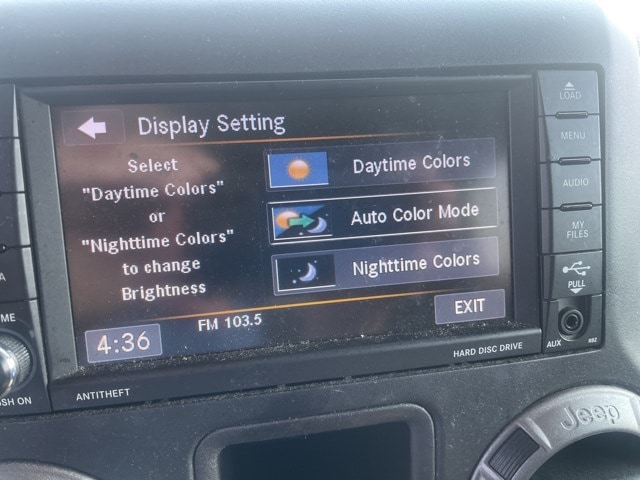 Display Setting
Select
"Daytime Colors"
or
"Nighttime Colors"
to change
Brightness
Daytime Colors
Auto Color Mode
Nighttime Colors
FM 103.5
4:36
EXIT
ANTITHEFT
HARD DISC DRIVE
LOAD
MENU
AUDIO
MY
FILES
PULL
AUX
Jeep